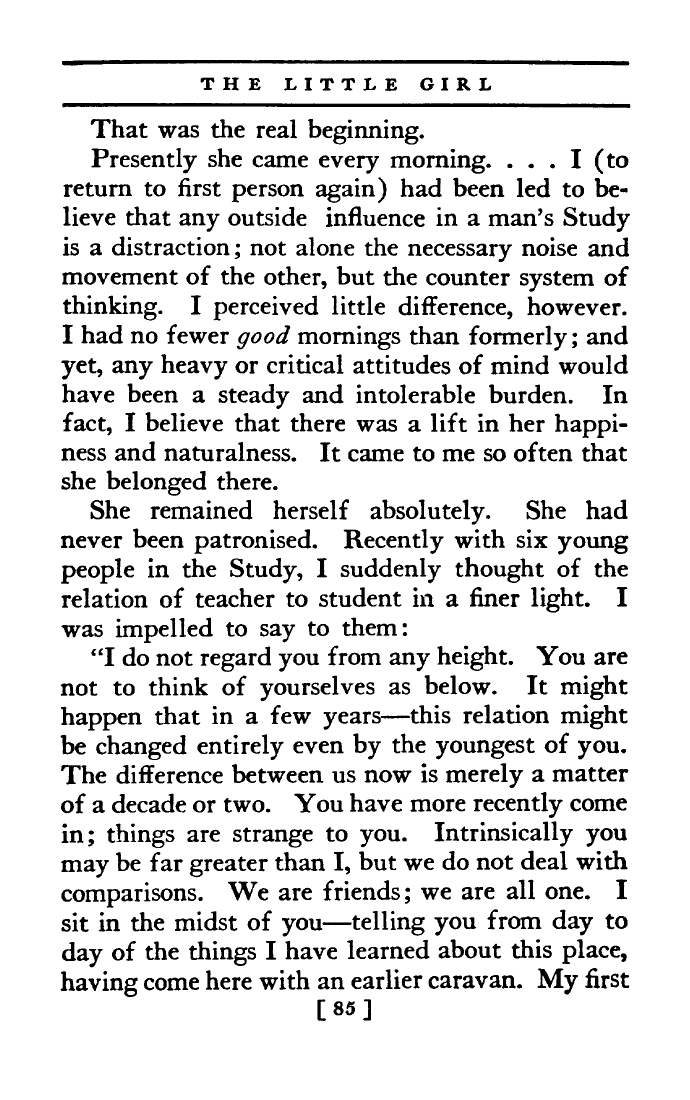 THE LITTLE GIRL
That was the real beginning.
Presently she came every morning. . . . I (to
return to first person again) had been led to be-
lieve that any outside influence in a man's Study
is a distraction; not alone the necessary noise and
movement of the other, but the counter system of
thinking. I perceived little difference, however.
I had no fewer good mornings than formerly; and
yet, any heavy or critical attitudes of mind would
have been a steady and intolerable burden. In
fact, I believe that there was a lift in her happi-
ness and naturalness. It came to me so often that
she belonged there.
She remained herself absolutely. She had
never been patronised. Recently with six young
people in the Study, I suddenly thought of the
relation of teacher to student in a finer light. I
was impelled to say to them:
"I do not regard you from any height. You are
not to think of yourselves as below. It might
happen that in a few years—this relation might
be changed entirely even by the youngest of you.
The difference between us now is merely a matter
of a decade or two. You have more recently come
in; things are strange to you. Intrinsically you
may be far greater than I, but we do not deal with
comparisons. We are friends; we are all one. I
sit in the midst of you—telling you from day to
day of the things I have learned about this place,
having come here with an earlier caravan. My first
[ 85 ]